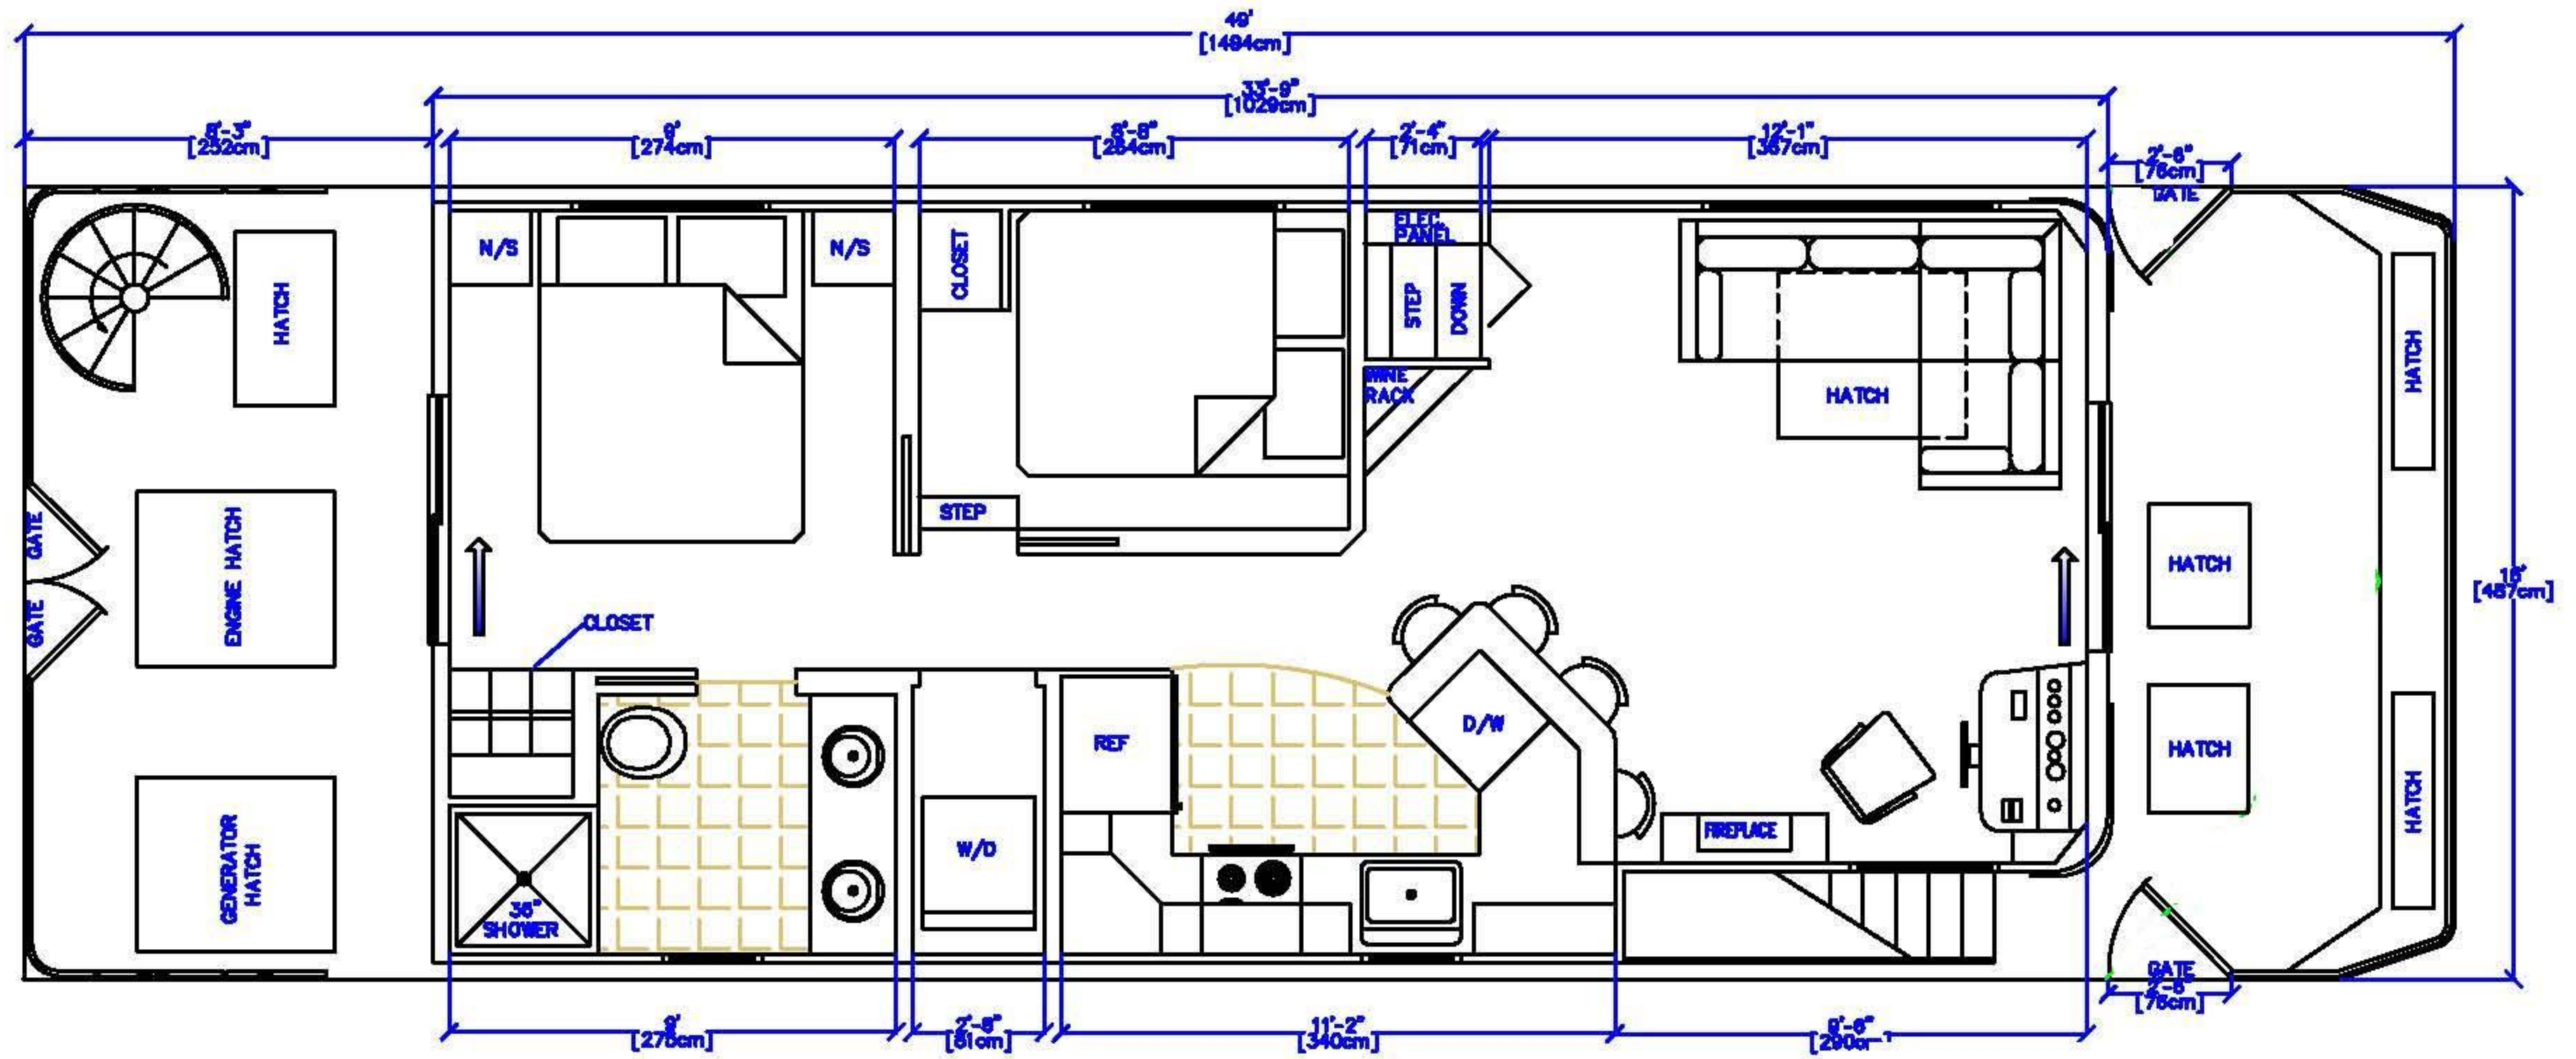 49'
[1494cm]
33'-9"
[1029cm]
8'-3"
[252cm]
9'
[274cm]
8'-8"
[264cm]
2'-4"
[71cm]
12'-1"
[367cm]
2'-6"
[76cm]
GATE
N/S
N/S
CLOSET
ELEC.
PANEL
STEP
DOWN
HATCH
HATCH
HATCH
WINE
RACK
STEP
GATE
GATE
ENGINE HATCH
HATCH
[487cm]
CLOSET
REF
D/W
HATCH
HATCH
FIREPLACE
W/D
GENERATOR
HATCH
36"
SHOWER
GATE
2'-6"
[76cm]
9'
2'-8"
[81cm]
11'-2"
[340cm]
9'-6"